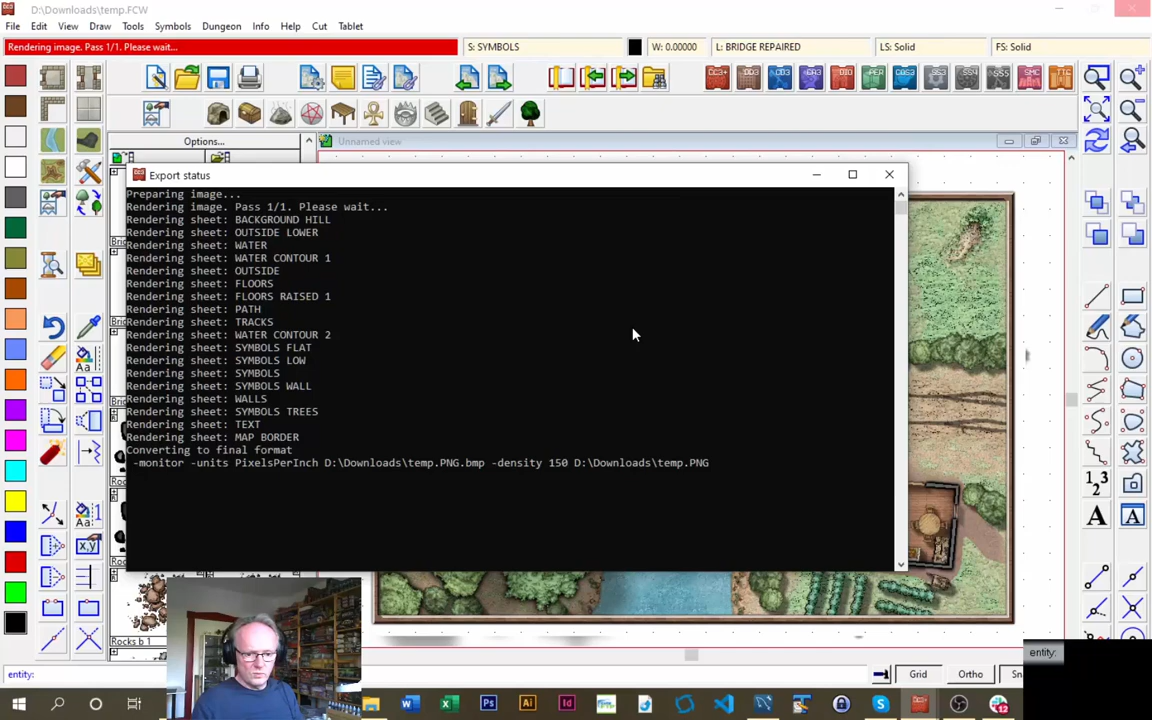 D:\Downloads\temp.FCW
File Edit View Draw Tools Symbols Dungeon Info Help Cut Tablet
Rendering image. Pass 1/1. Please wait...
S: SYMBOLS
W: 0.00000
L: BRIDGE REPAIRED
LS: Solid
FS: Solid
Options...
Unnamed view
Export status
Preparing image...
Rendering image. Pass 1/1. Please wait...
Rendering sheet: BACKGROUND HILL
Rendering sheet: OUTSIDE LOWER
Rendering sheet: WATER
Rendering sheet: WATER CONTOUR 1
Rendering sheet: OUTSIDE
Rendering sheet: FLOORS
Rendering sheet: FLOORS RAISED 1
Rendering sheet: PATH
Rendering sheet: TRACKS
Rendering sheet: WATER CONTOUR 2
Rendering sheet: SYMBOLS FLAT
Rendering sheet: SYMBOLS LOW
Rendering sheet: SYMBOLS
Rendering sheet: SYMBOLS WALL
Rendering sheet: WALLS
Rendering sheet: SYMBOLS TREES
Rendering sheet: TEXT
Rendering sheet: MAP BORDER
Converting to final format
-monitor -units PixelsPerInch D:\Downloads\temp.PNG.bmp -density 150 D:\Downloads\temp.PNG
Rocks b 1
entity:
entity:
Grid
Ortho